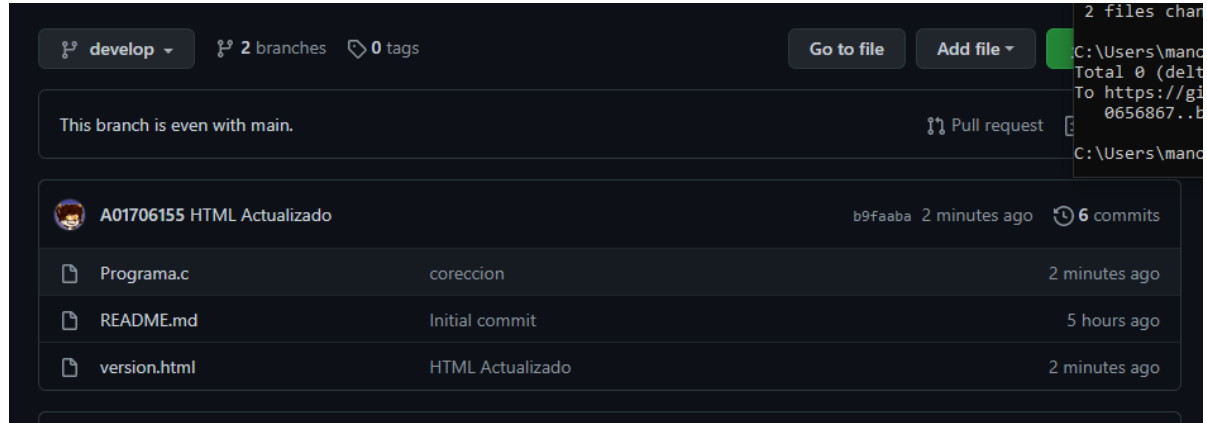 develop 2 branches 0 tags Go to file Add file
This branch is even with main. Pull request
A01706155 HTML Actualizado b9faaba 2 minutes ago 6 commits
Programa.c coreccion 2 minutes ago
README.md Initial commit 5 hours ago
version.html HTML Actualizado 2 minutes ago
2 files chan
C:\Users\mano
Total 0 (delt
To https://gi
0656867..b
C:\Users\mano